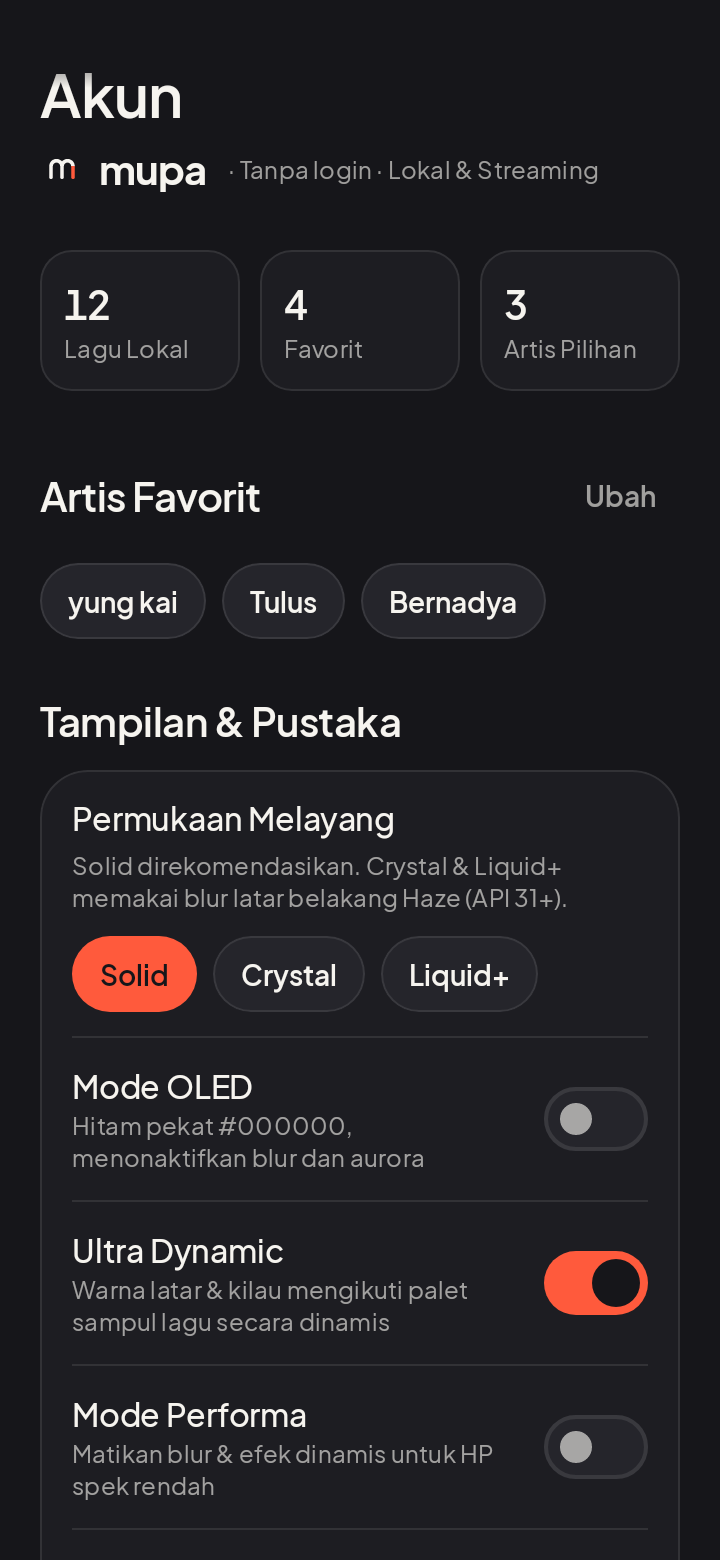 Akun
mupa · Tanpa login · Lokal & Streaming
12
Lagu Lokal
4
Favorit
3
Artis Pilihan
Artis Favorit
Ubah
yung kai
Tulus
Bernadya
Tampilan & Pustaka
Permukaan Melayang
Solid direkomendasikan. Crystal & Liquid+
memakai blur latar belakang Haze (API 31+).
Solid
Crystal
Liquid+
Mode OLED
Hitam pekat #000000,
menonaktifkan blur dan aurora
Ultra Dynamic
Warna latar & kilau mengikuti palet
sampul lagu secara dinamis
Mode Performa
Matikan blur & efek dinamis untuk HP
spek rendah